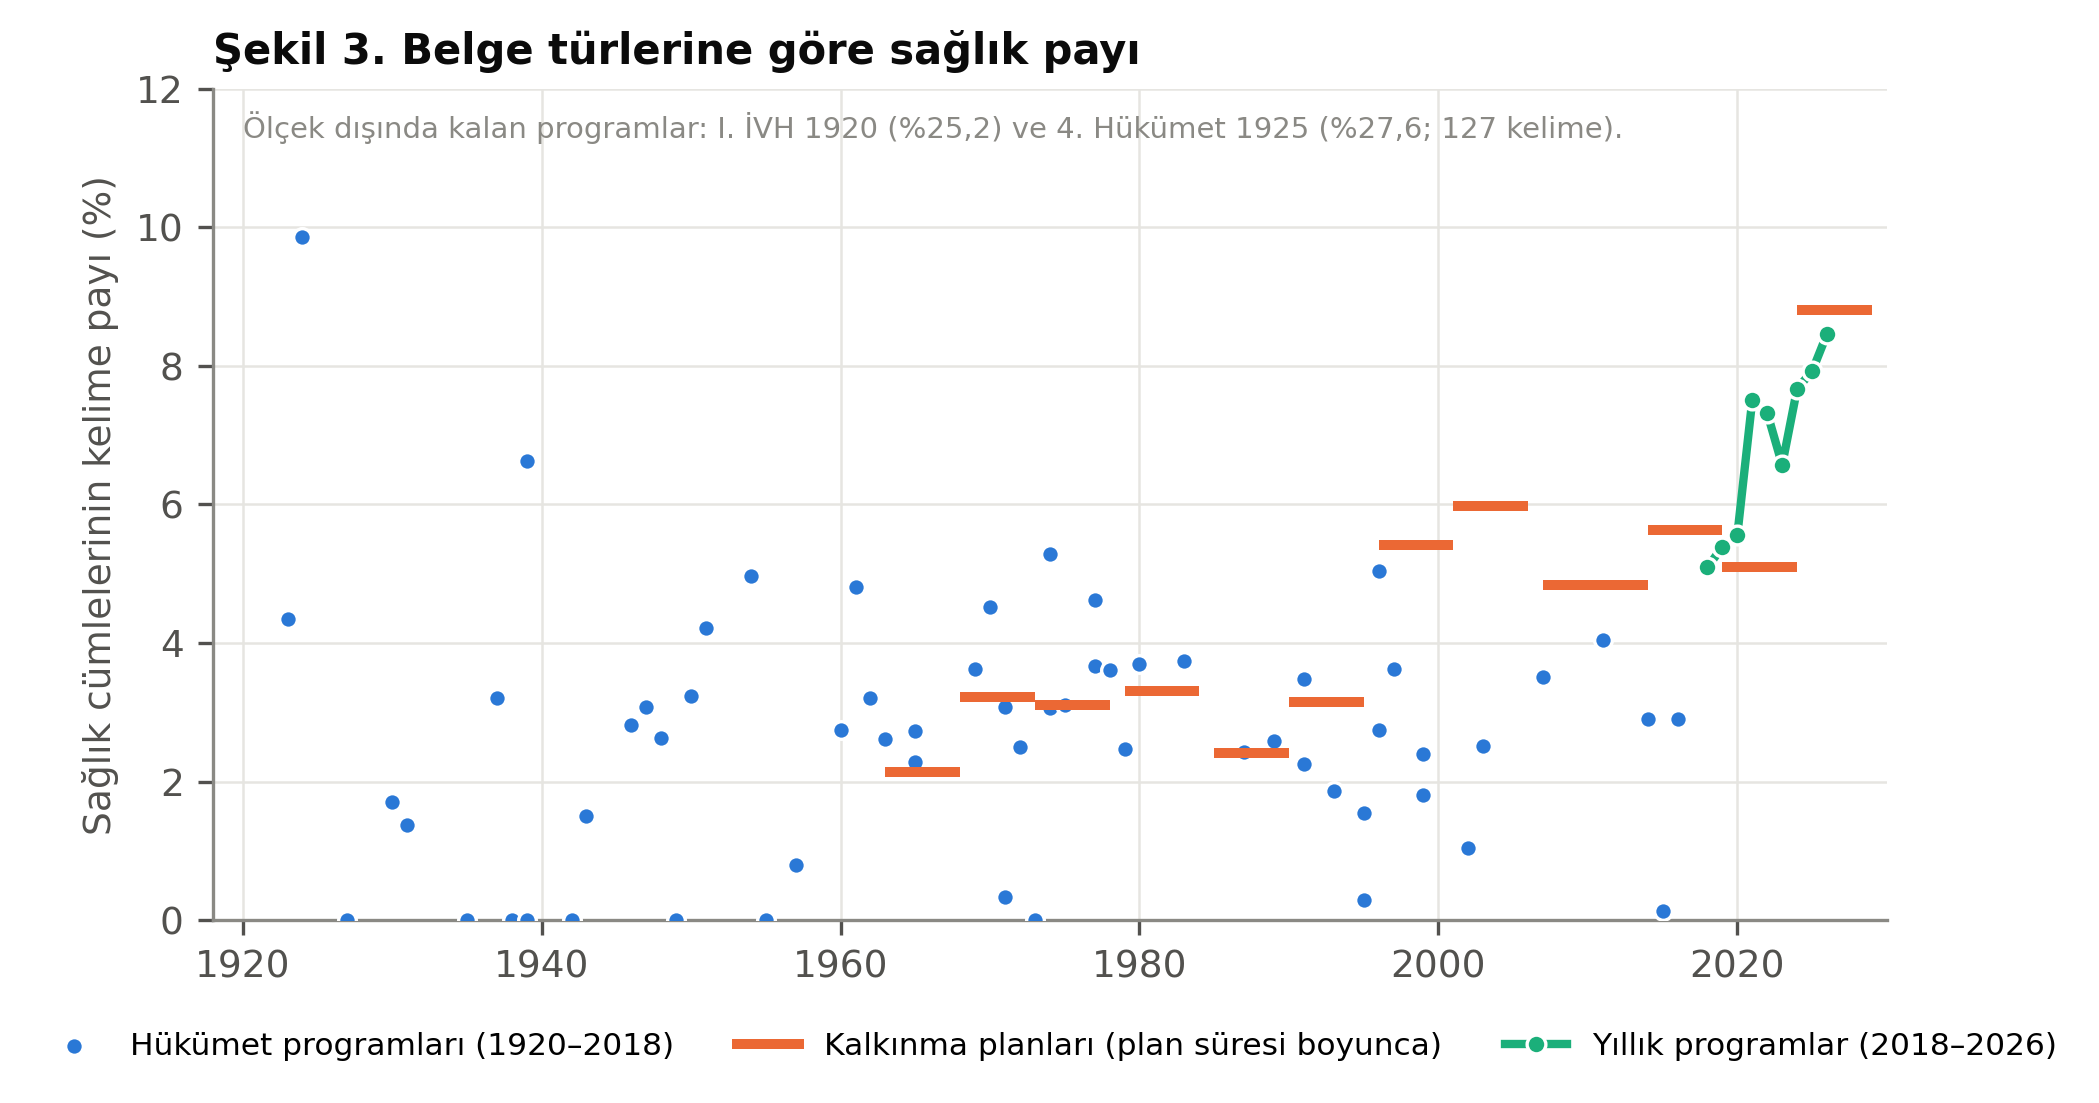 Şekil 3. Belge türlerine göre sağlık payı
Ölçek dışında kalan programlar: I. İVH 1920 (%25,2) ve 4. Hükümet 1925 (%27,6; 127 kelime).
Sağlık cümlelerinin kelime payı (%)
12
10
8
6
4
2
0
1920 1940 1960 1980 2000 2020
Hükümet programları (1920–2018) Kalkınma planları (plan süresi boyunca) Yıllık programlar (2018–2026)